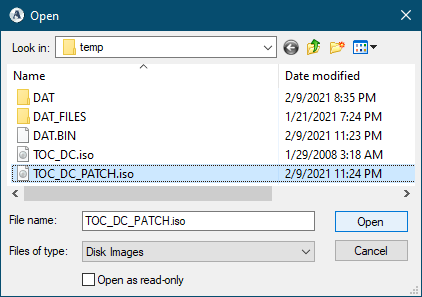 Open
Look in: temp
Name Date modified
DAT 2/9/2021 8:35 PM
DAT_FILES 1/21/2021 7:24 PM
DAT.BIN 2/9/2021 11:23 PM
TOC_DC.iso 1/29/2008 3:18 AM
TOC_DC_PATCH.iso 2/9/2021 11:24 PM
File name: TOC_DC_PATCH.iso Open
Files of type: Disk Images Cancel
Open as read-only